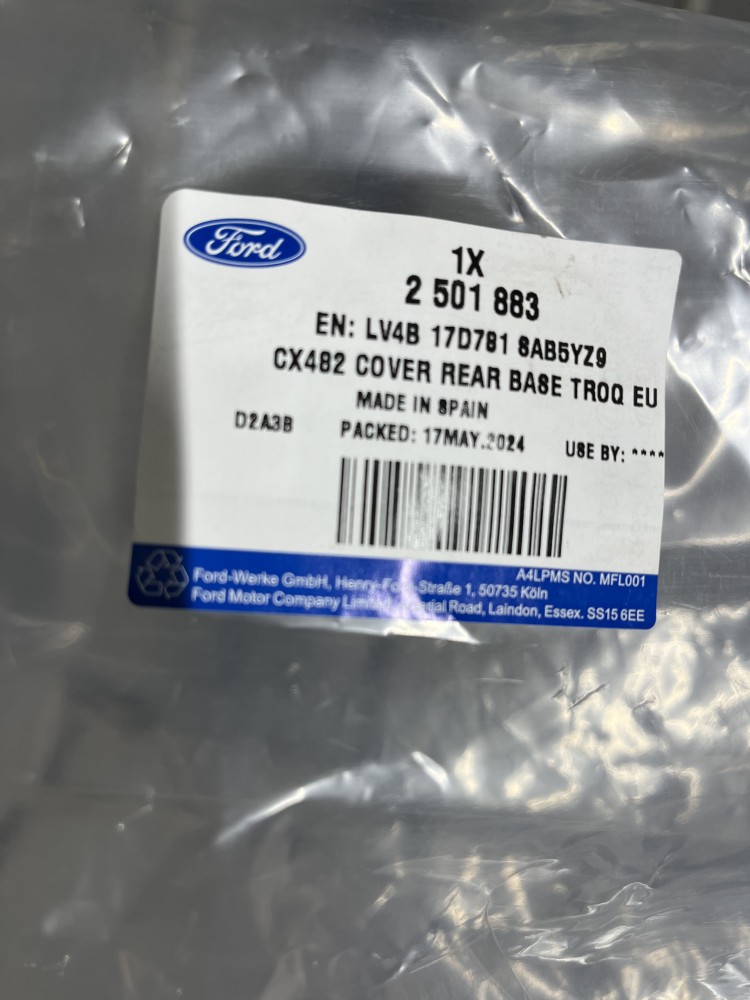 Ford
1X
2 501 883
EN: LV4B 17D781 8AB5YZ9
CX482 COVER REAR BASE TROQ EU
MADE IN SPAIN
D2A3B PACKED: 17MAY.2024 USE BY: ****
A4LPMS NO. MFL001
Ford-Werke GmbH, Henry-Ford-Straße 1, 50735 Köln
Ford Motor Company Limited, Road, Laindon, Essex. SS15 6EE